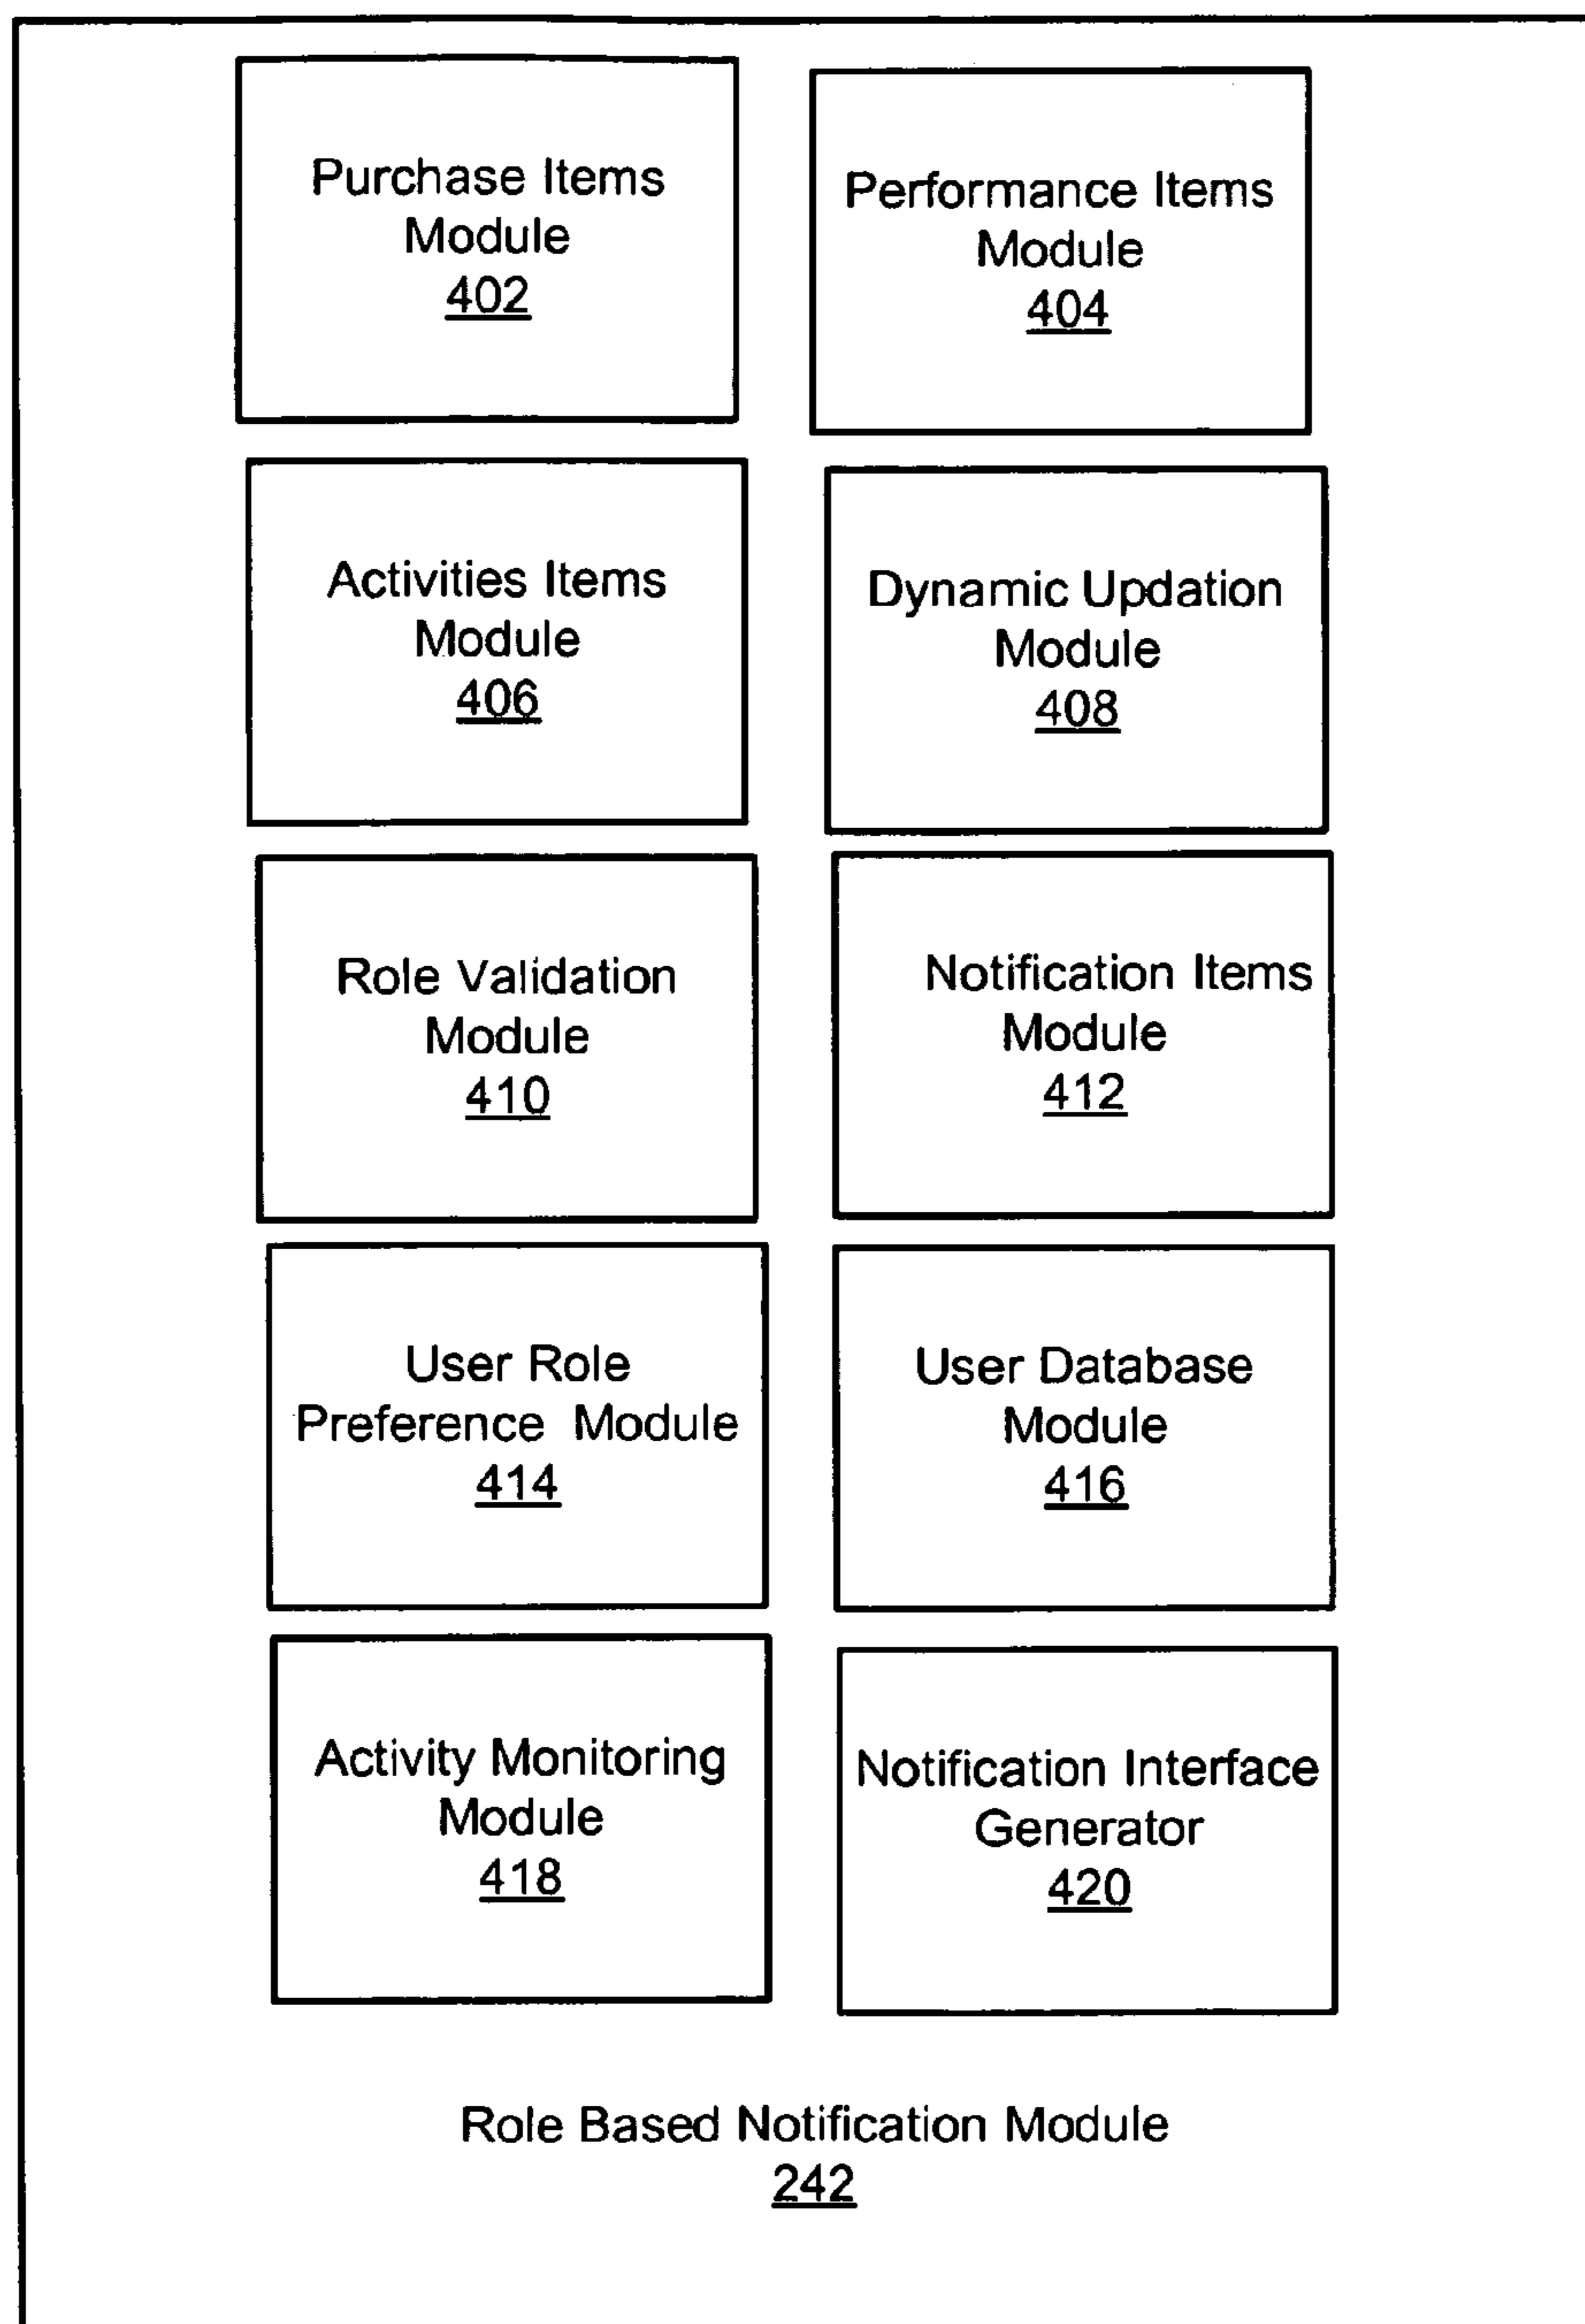 Purchase Items
Module
402
Performance Items
Module
404
Activities Items
Module
406
Dynamic Updation
Module
408
Role Validation
Module
410
Notification Items
Module
412
User Role
Preference Module
414
User Database
Module
416
Activity Monitoring
Module
418
Notification Interface
Generator
420
Role Based Notification Module
242